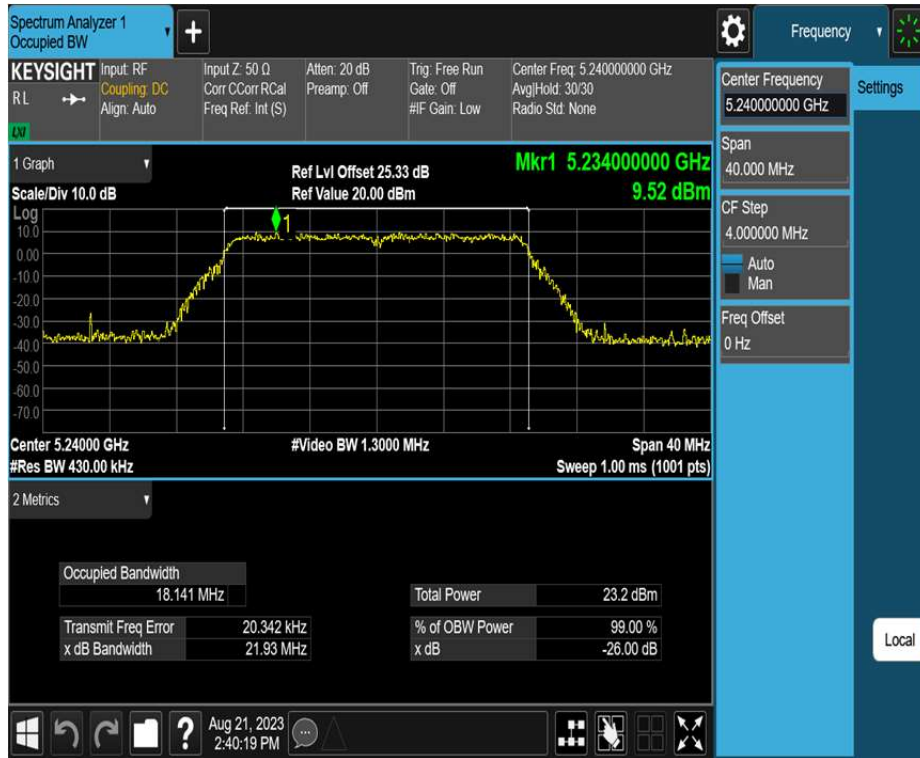 Spectrum Analyzer 1
Occupied BW
+
Frequency
KEYSIGHT
RL
LXI
Input: RF
Coupling: DC
Align: Auto
Input Z: 50 Ω
Corr CCorr RCal
Freq Ref: Int (S)
Atten: 20 dB
Preamp: Off
Trig: Free Run
Gate: Off
#IF Gain: Low
Center Freq: 5.240000000 GHz
Avg|Hold: 30/30
Radio Std: None
Center Frequency
5.240000000 GHz
Settings
Span
40.000 MHz
CF Step
4.000000 MHz
Auto
Man
Freq Offset
0 Hz
Local
1 Graph
Scale/Div 10.0 dB
Ref Lvl Offset 25.33 dB
Ref Value 20.00 dBm
Mkr1 5.234000000 GHz
9.52 dBm
Log
10.0
0.00
-10.0
-20.0
-30.0
-40.0
-50.0
-60.0
-70.0
1
Center 5.24000 GHz
#Video BW 1.3000 MHz
Span 40 MHz
#Res BW 430.00 kHz
Sweep 1.00 ms (1001 pts)
2 Metrics
Occupied Bandwidth
18.141 MHz
Total Power 23.2 dBm
Transmit Freq Error 20.342 kHz
% of OBW Power 99.00 %
x dB Bandwidth 21.93 MHz
x dB -26.00 dB
?
Aug 21, 2023
2:40:19 PM